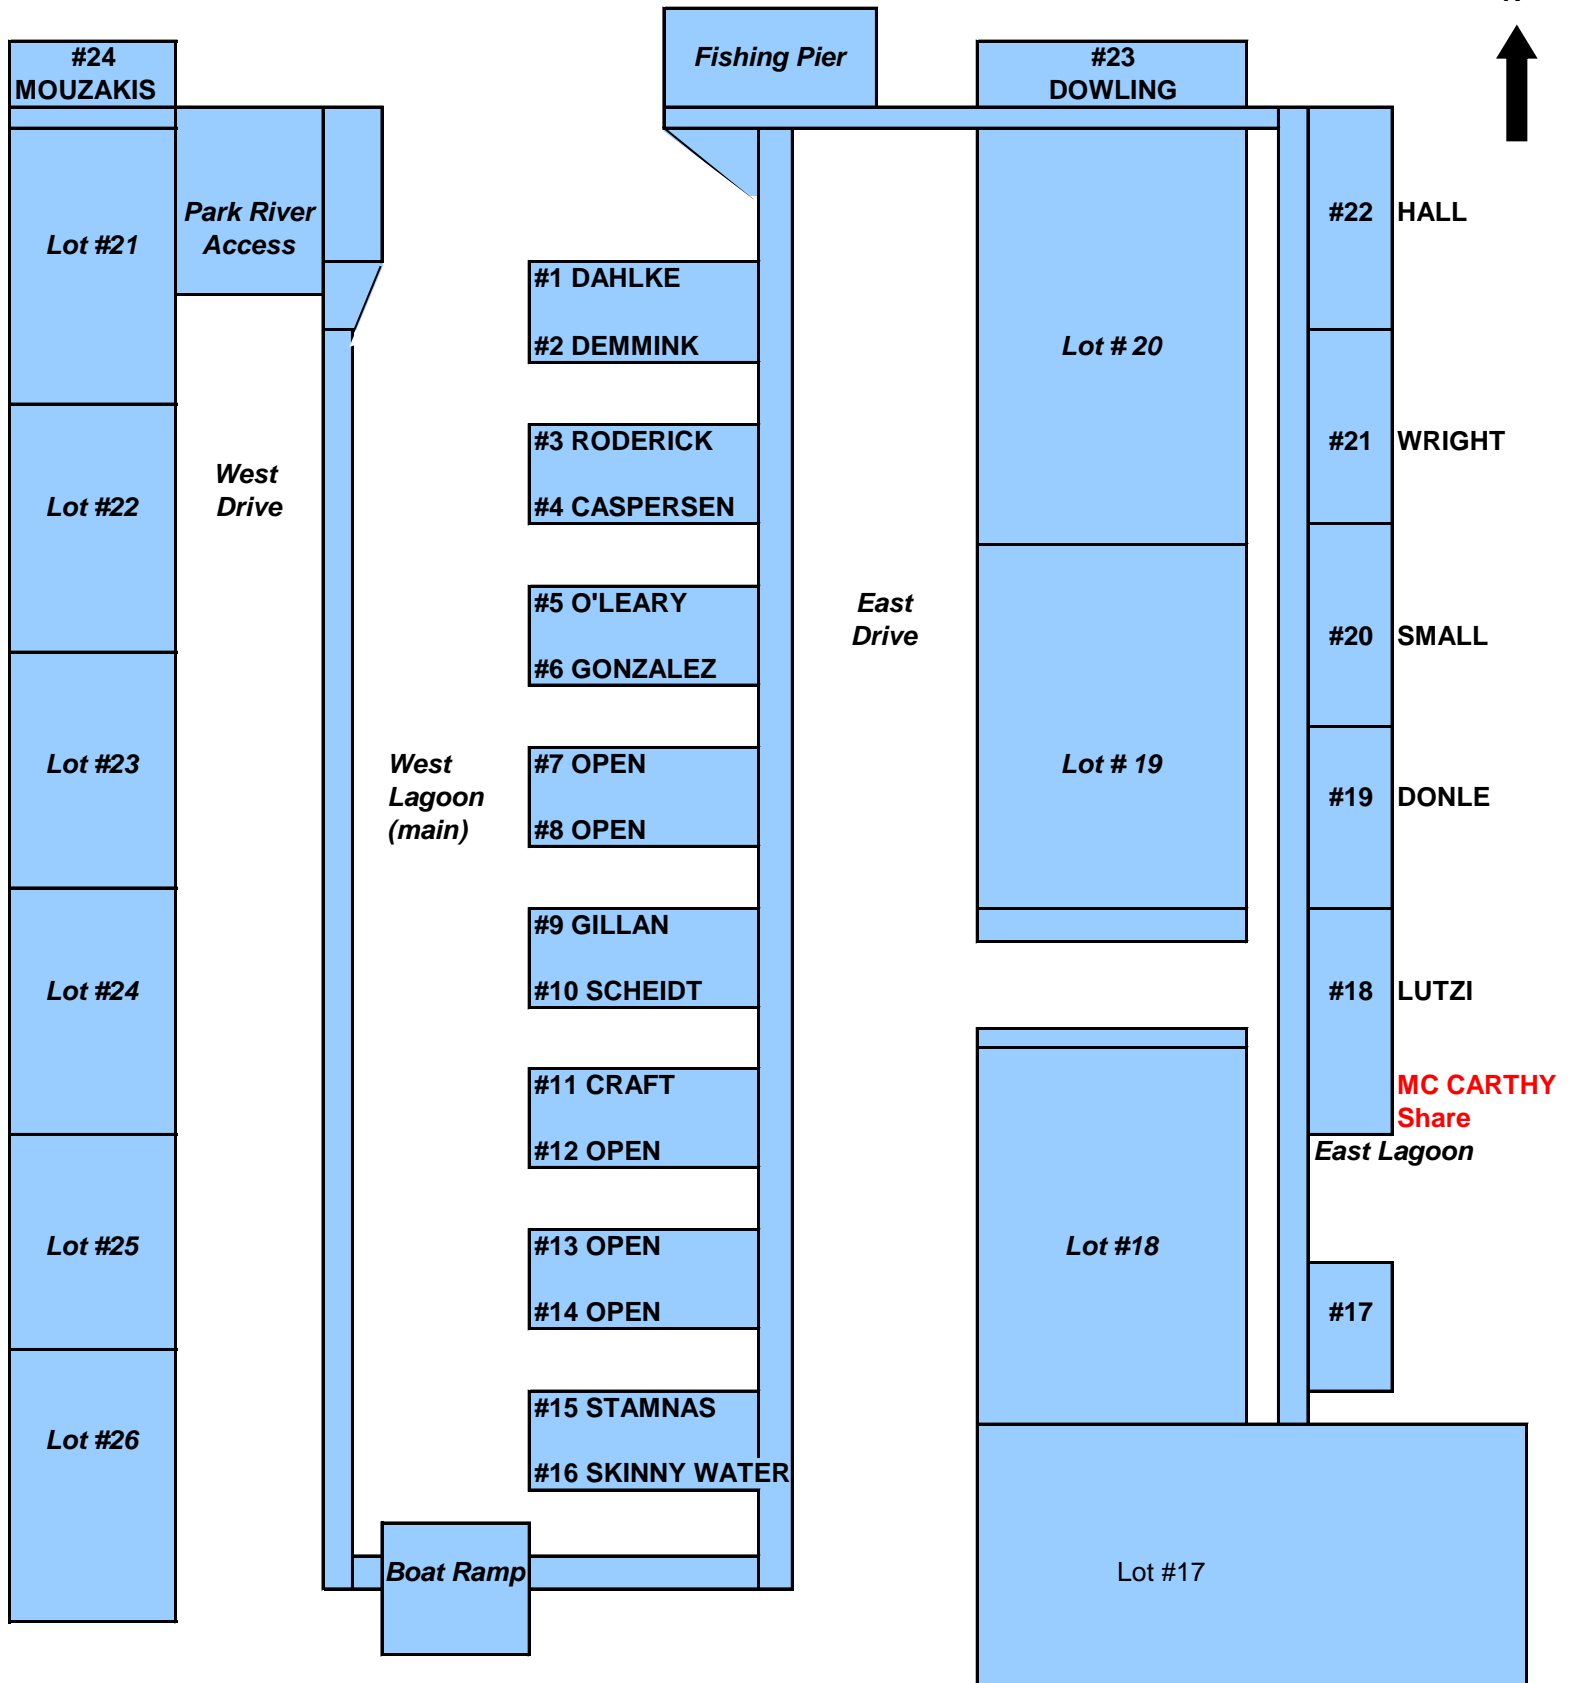 #24
MOUZAKIS
Fishing Pier
#23
DOWLING
Park River
Access
Lot #21
#22 HALL
#1 DAHLKE
#2 DEMMINK
Lot # 20
#3 RODERICK
#21 WRIGHT
West
Drive
Lot #22
#4 CASPERSEN
#5 O'LEARY
East
Drive
#20 SMALL
#6 GONZALEZ
Lot #23
West
Lagoon
(main)
#7 OPEN
Lot # 19
#19 DONLE
#8 OPEN
#9 GILLAN
Lot #24
#10 SCHEIDT
#18 LUTZI
#11 CRAFT
MC CARTHY
Share
#12 OPEN
East Lagoon
Lot #25
#13 OPEN
Lot #18
#14 OPEN
#17
#15 STAMNAS
Lot #26
#16 SKINNY WATER
Boat Ramp
Lot #17